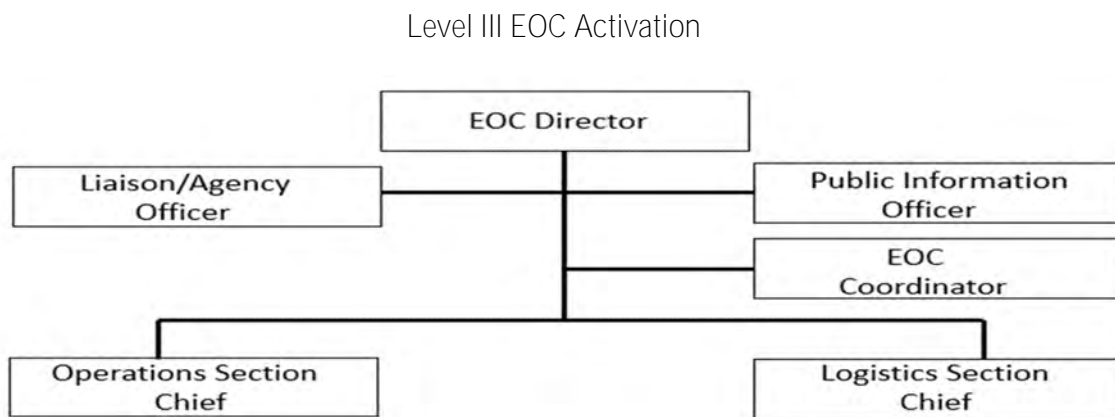 Level III EOC Activation
EOC Director
Liaison/Agency
Officer
Public Information
Officer
EOC
Coordinator
Operations Section
Chief
Logistics Section
Chief